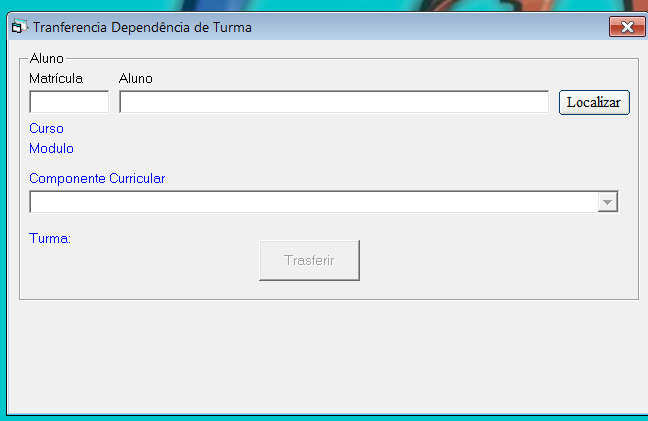 Tranferencia Dependência de Turma
Aluno
Matrícula Aluno
Localizar
Curso
Modulo
Componente Curricular
Turma:
Trasferir